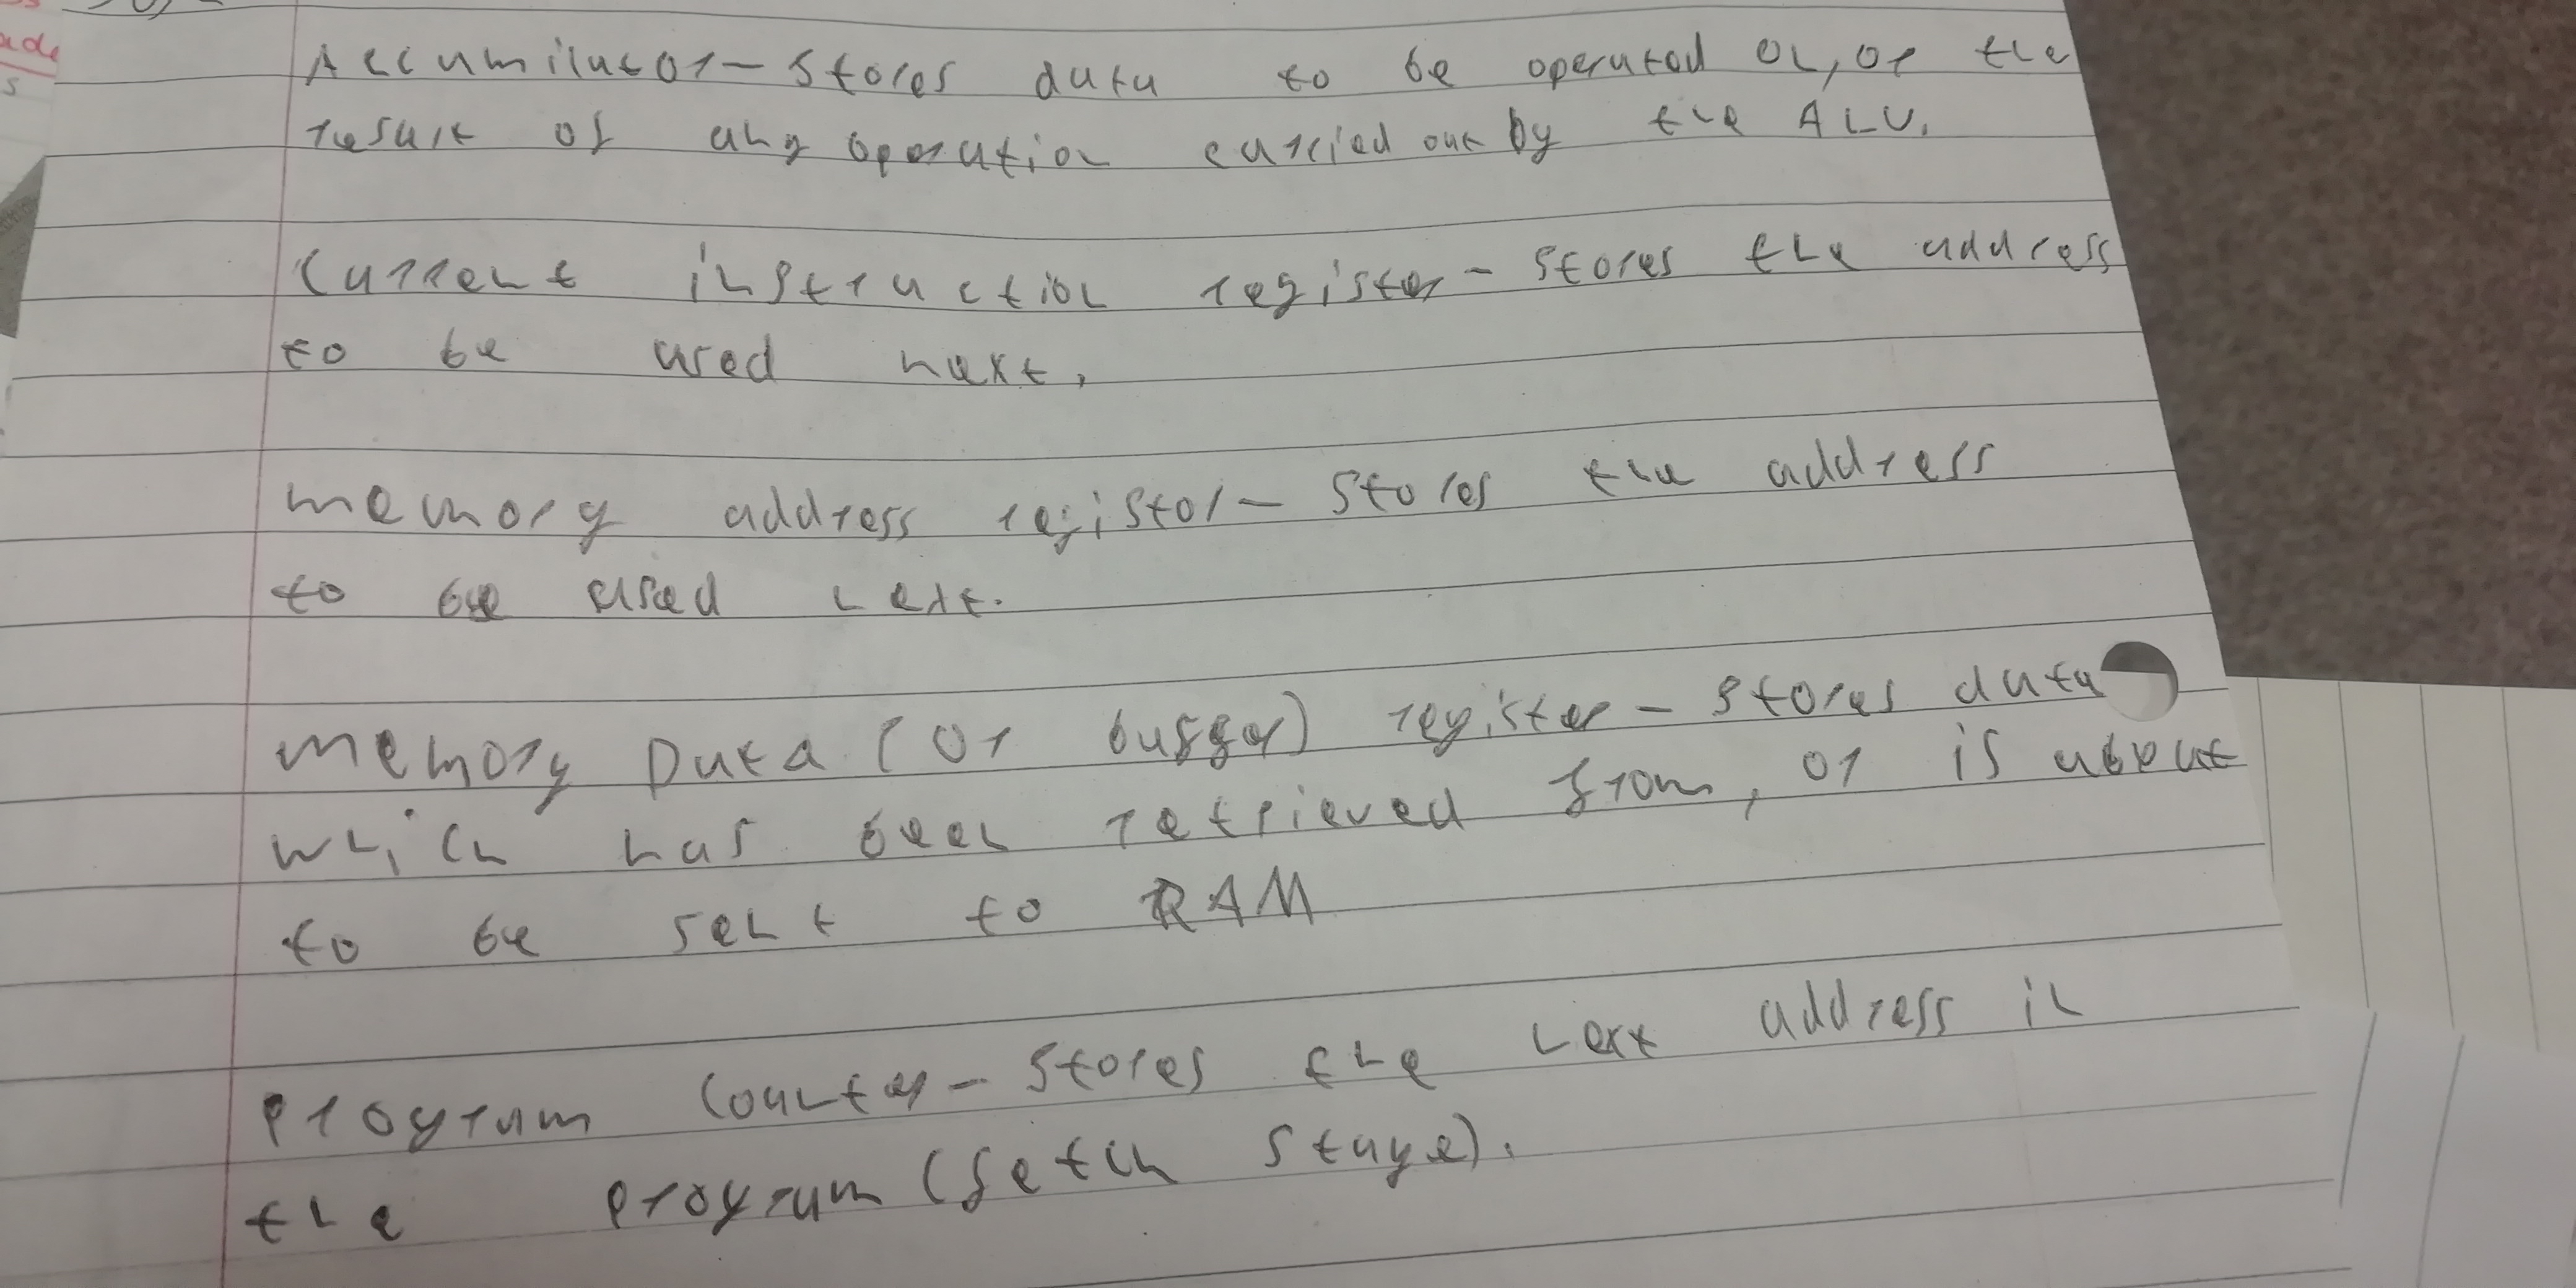 Accumilator - Stores data to be operated on, or the
result of any operation carried out by the ALU.
Current instruction register - Stores the address
to be used next.
memory address register - Stores the address
to be used next.
memory Data (or buffer) register - Stores data
which has been retrieved from, or is about
to be sent to RAM
program Counter - Stores the next address in
the program (fetch stage).